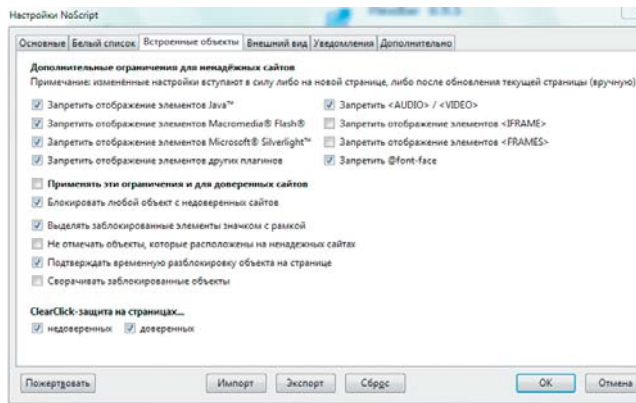 Настройки NoScript
Основные Белый список Встроенные объекты Внешний вид Уведомления Дополнительно
Дополнительные ограничения для ненадёжных сайтов
Примечание: изменённые настройки вступают в силу либо на новой странице, либо после обновления текущей страницы (вручную)
Запретить отображение элементов Java™ Запретить <AUDIO> / <VIDEO>
Запретить отображение элементов Macromedia® Flash® Запретить отображение элементов <IFRAME>
Запретить отображение элементов Microsoft® Silverlight™ Запретить отображение элементов <FRAMES>
Запретить отображение элементов других плагинов Запретить @font-face
Применять эти ограничения и для доверенных сайтов
Блокировать любой объект с недоверенных сайтов
Выделять заблокированные элементы значком с рамкой
Не отмечать объекты, которые расположены на ненадежных сайтах
Подтверждать временную разблокировку объекта на странице
Сворачивать заблокированные объекты
ClearClick-защита на страницах...
недоверенных доверенных
Пожертвовать Импорт Экспорт Сброс OK Отмена